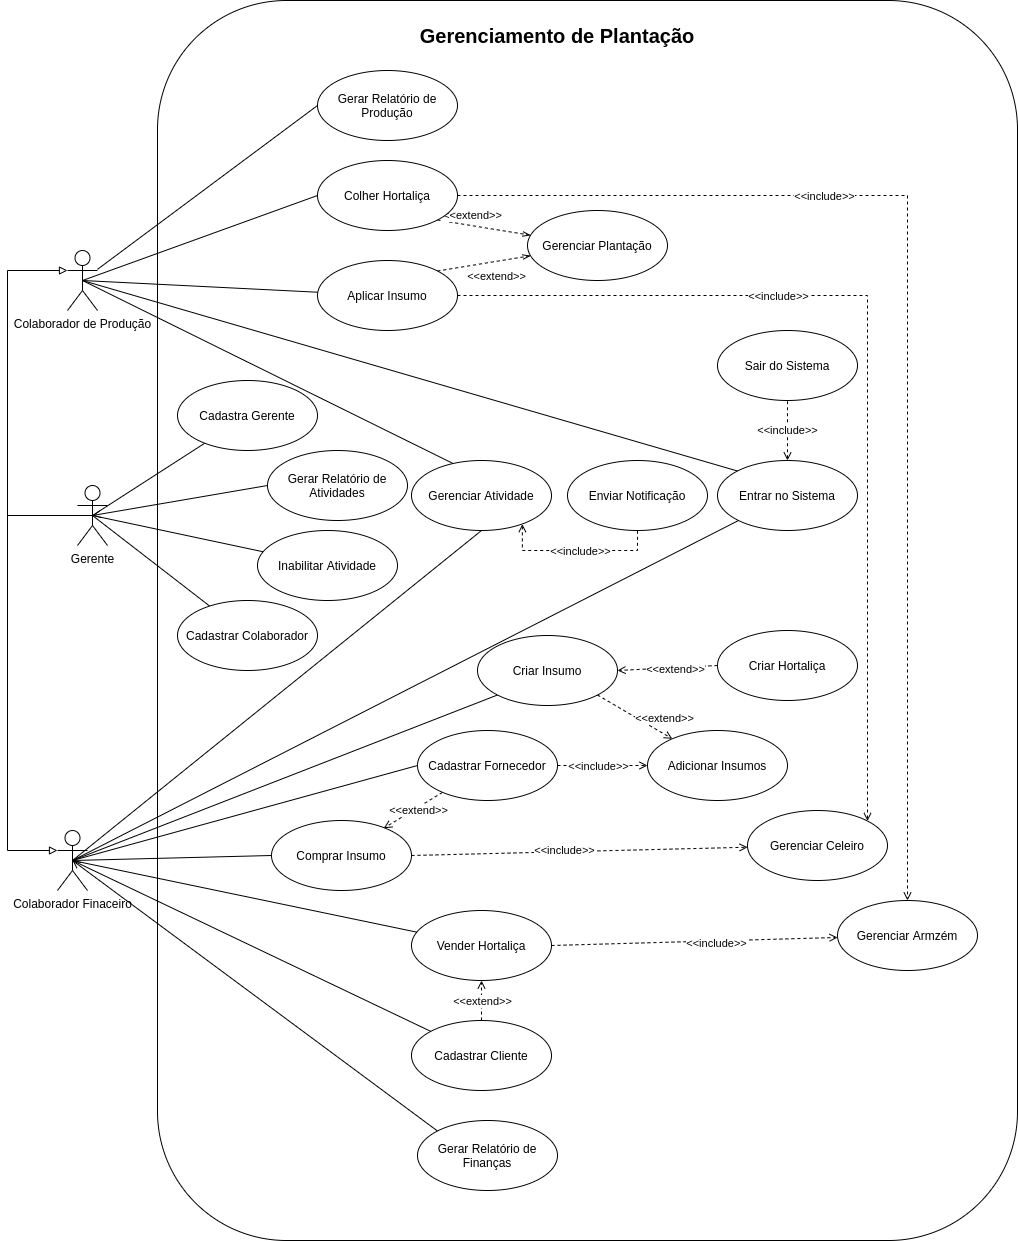 Gerenciamento de Plantação
Gerar Relatório de
Produção
Colher Hortaliça
<<include>>
<<extend>>
Gerenciar Plantação
<<extend>>
Aplicar Insumo
<<include>>
Colaborador de Produção
Sair do Sistema
<<include>>
Cadastra Gerente
Gerar Relatório de
Atividades
Gerenciar Atividade
Enviar Notificação
Entrar no Sistema
<<include>>
Gerente
Inabilitar Atividade
Cadastrar Colaborador
Criar Insumo
<<extend>>
Criar Hortaliça
<<extend>>
Cadastrar Fornecedor
<<include>>
Adicionar Insumos
<<extend>>
Comprar Insumo
<<include>>
Gerenciar Celeiro
Colaborador Finaceiro
Vender Hortaliça
<<include>>
Gerenciar Armzém
<<extend>>
Cadastrar Cliente
Gerar Relatório de
Finanças